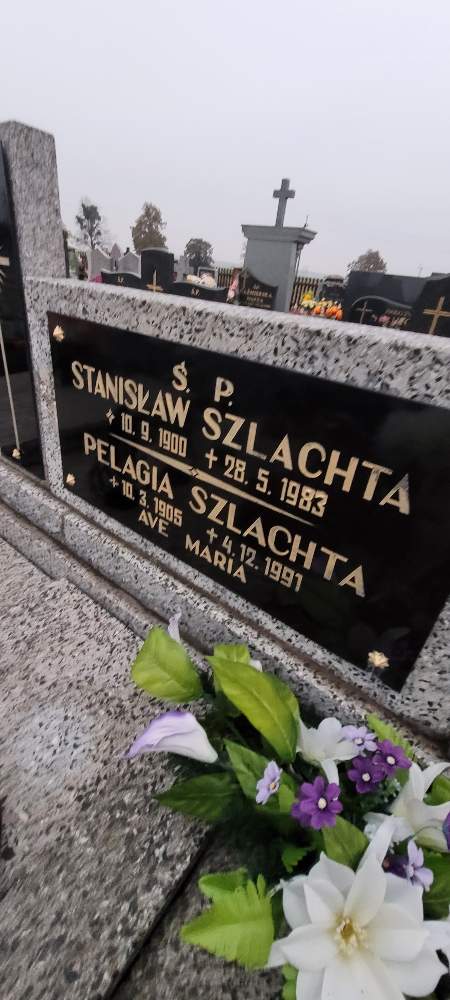 Ś. P.
STANISŁAW SZLACHTA
10. 9. 1900 + 28. 5. 1983
PELAGIA SZLACHTA
+ 10. 3. 1905 + 4. 12. 1991
AVE MARIA